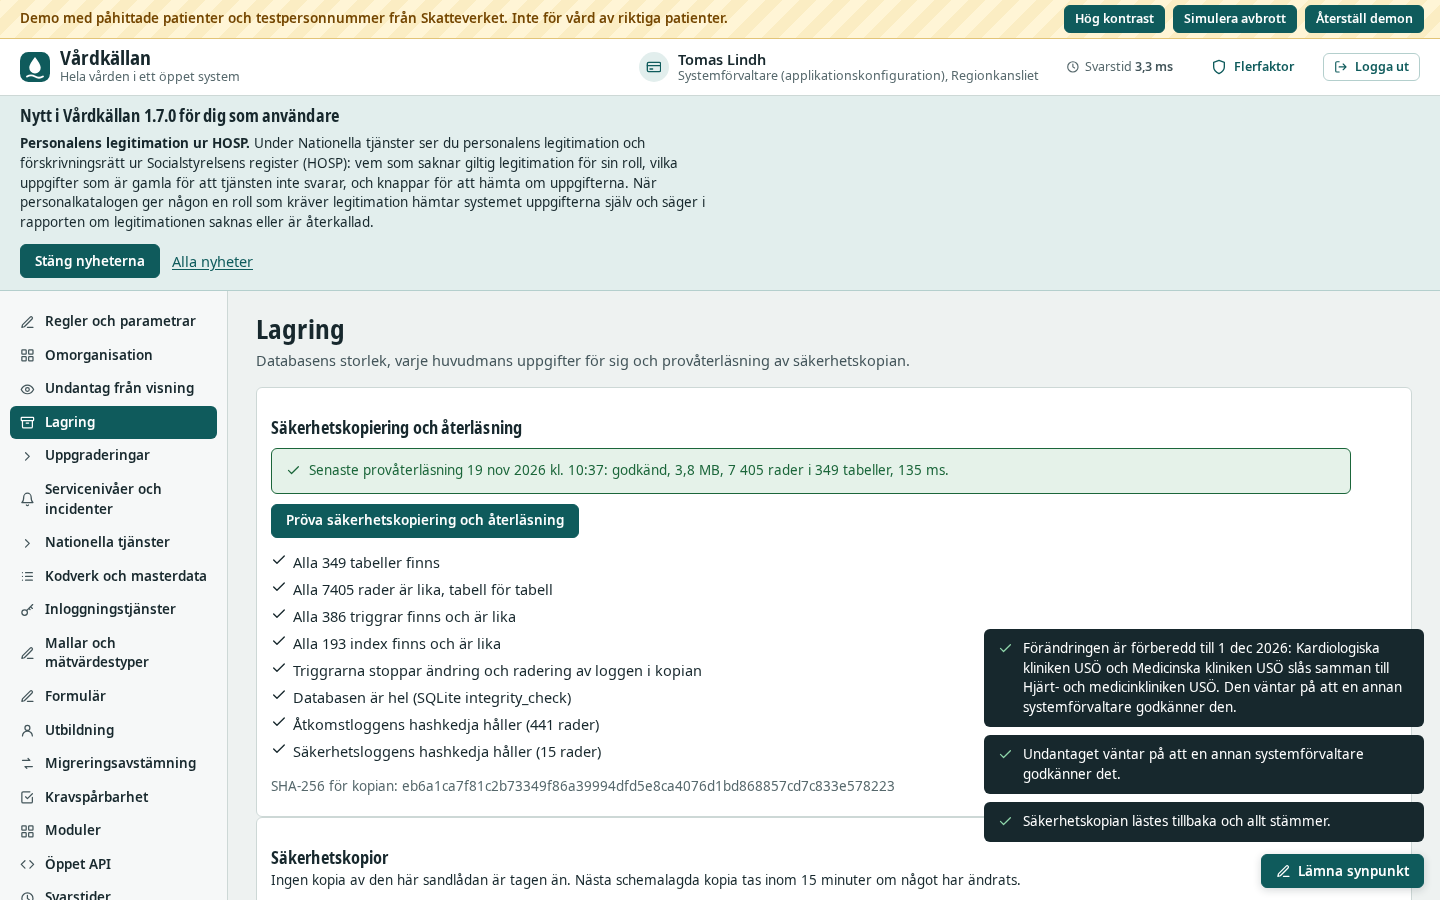 Demo med påhittade patienter och testpersonnummer från Skatteverket. Inte för vård av riktiga patienter.
Hög kontrast
Simulera avbrott
Återställ demon
Vårdkällan
Hela vården i ett öppet system
Tomas Lindh
Systemförvaltare (applikationskonfiguration), Regionkansliet
Svarstid 3,3 ms
Flerfaktor
Logga ut
Nytt i Vårdkällan 1.7.0 för dig som användare
Personalens legitimation ur HOSP. Under Nationella tjänster ser du personalens legitimation och
förskrivningsrätt ur Socialstyrelsens register (HOSP): vem som saknar giltig legitimation för sin roll, vilka
uppgifter som är gamla för att tjänsten inte svarar, och knappar för att hämta om uppgifterna. När
personalkatalogen ger någon en roll som kräver legitimation hämtar systemet uppgifterna själv och säger i
rapporten om legitimationen saknas eller är återkallad.
Stäng nyheterna
Alla nyheter
Regler och parametrar
Omorganisation
Undantag från visning
Lagring
Uppgraderingar
Servicenivåer och
incidenter
Nationella tjänster
Kodverk och masterdata
Inloggningstjänster
Mallar och
mätvärdestyper
Formulär
Utbildning
Migreringsavstämning
Kravspårbarhet
Moduler
Öppet API
Svarstider
Lagring
Databasens storlek, varje huvudmans uppgifter för sig och provåterläsning av säkerhetskopian.
Säkerhetskopiering och återläsning
Senaste provåterläsning 19 nov 2026 kl. 10:37: godkänd, 3,8 MB, 7 405 rader i 349 tabeller, 135 ms.
Pröva säkerhetskopiering och återläsning
Alla 349 tabeller finns
Alla 7405 rader är lika, tabell för tabell
Alla 386 triggrar finns och är lika
Alla 193 index finns och är lika
Triggrarna stoppar ändring och radering av loggen i kopian
Databasen är hel (SQLite integrity_check)
Åtkomstloggens hashkedja håller (441 rader)
Säkerhetsloggens hashkedja håller (15 rader)
SHA-256 för kopian: eb6a1ca7f81c2b73349f86a39994dfd5e8ca4076d1bd868857cd7c833e578223
Säkerhetskopior
Ingen kopia av den här sandlådan är tagen än. Nästa schemalagda kopia tas inom 15 minuter om något har ändrats.
Förändringen är förberedd till 1 dec 2026: Kardiologiska
kliniken USÖ och Medicinska kliniken USÖ slås samman till
Hjärt- och medicinkliniken USÖ. Den väntar på att en annan
systemförvaltare godkänner den.
Undantaget väntar på att en annan systemförvaltare
godkänner det.
Säkerhetskopian lästes tillbaka och allt stämmer.
Lämna synpunkt